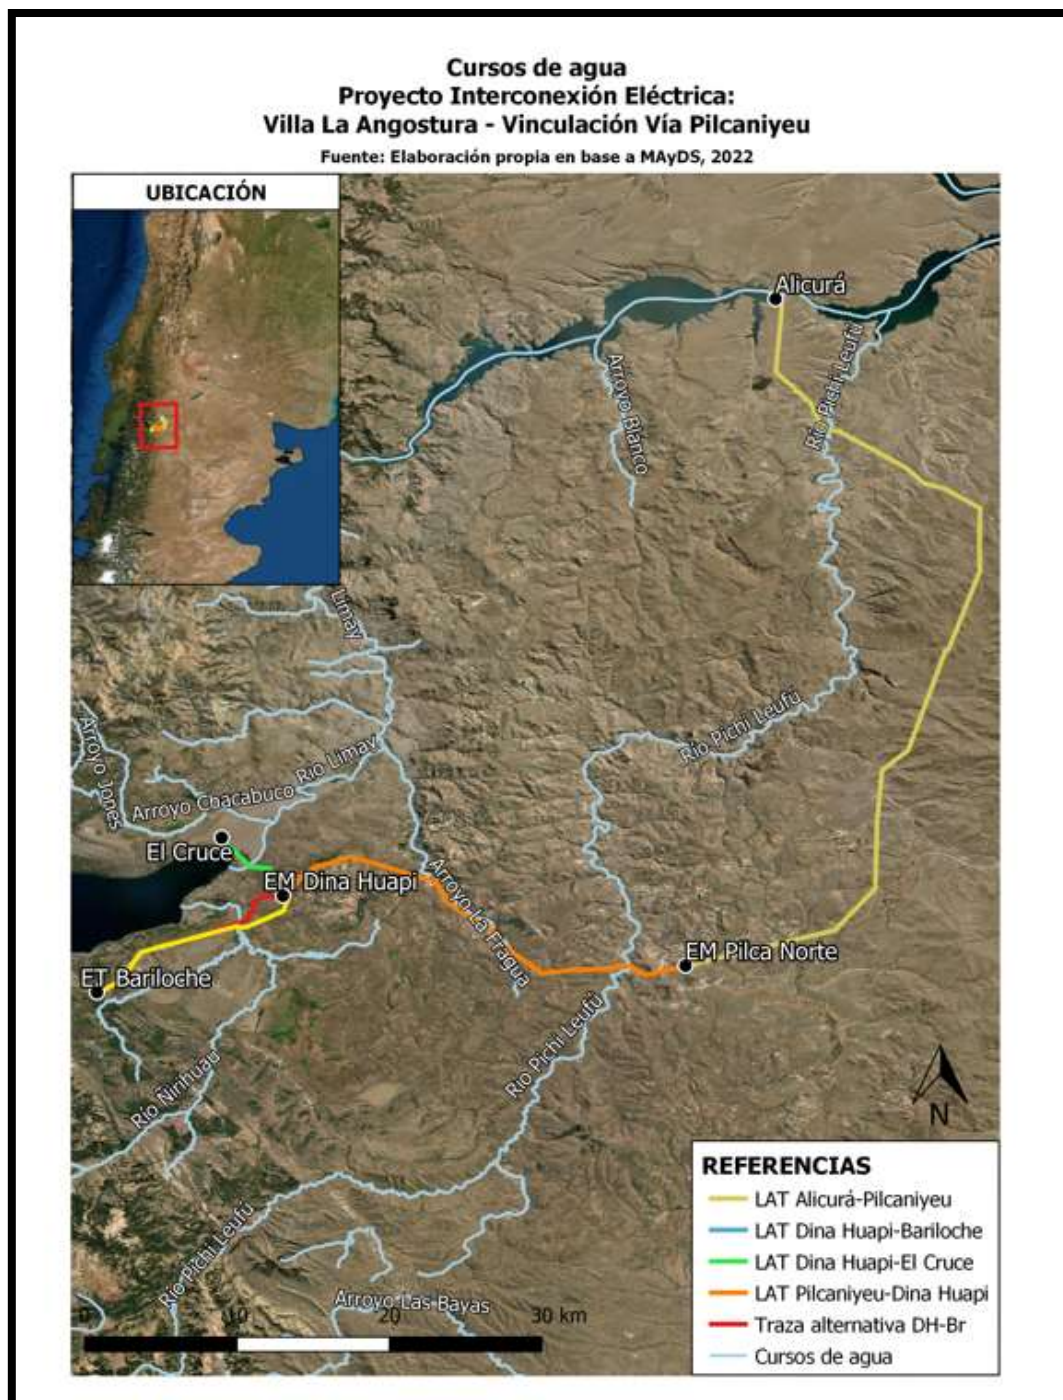 Cursos de agua
Proyecto Interconexión Eléctrica:
Villa La Angostura - Vinculación Vía Pilcaniyeu
Fuente: Elaboración propia en base a MAyDS, 2022
UBICACIÓN
Alicurá
Río Pichi Leufú
Arroyo Blanco
Limay
Río Pichi Leufú
Arroyo Jones
Río Limay
Arroyo Chacabuco
El Cruce
EM Dina Huapi
Arroyo La Fragua
EM Pilca Norte
ET Bariloche
Río Pichi Leufú
Río Ñirihuau
N
Río Pichi Leufú
Arroyo Las Bayas
0 10 20 30 km
REFERENCIAS
LAT Alicurá-Pilcaniyeu
LAT Dina Huapi-Bariloche
LAT Dina Huapi-El Cruce
LAT Pilcaniyeu-Dina Huapi
Traza alternativa DH-Br
Cursos de agua